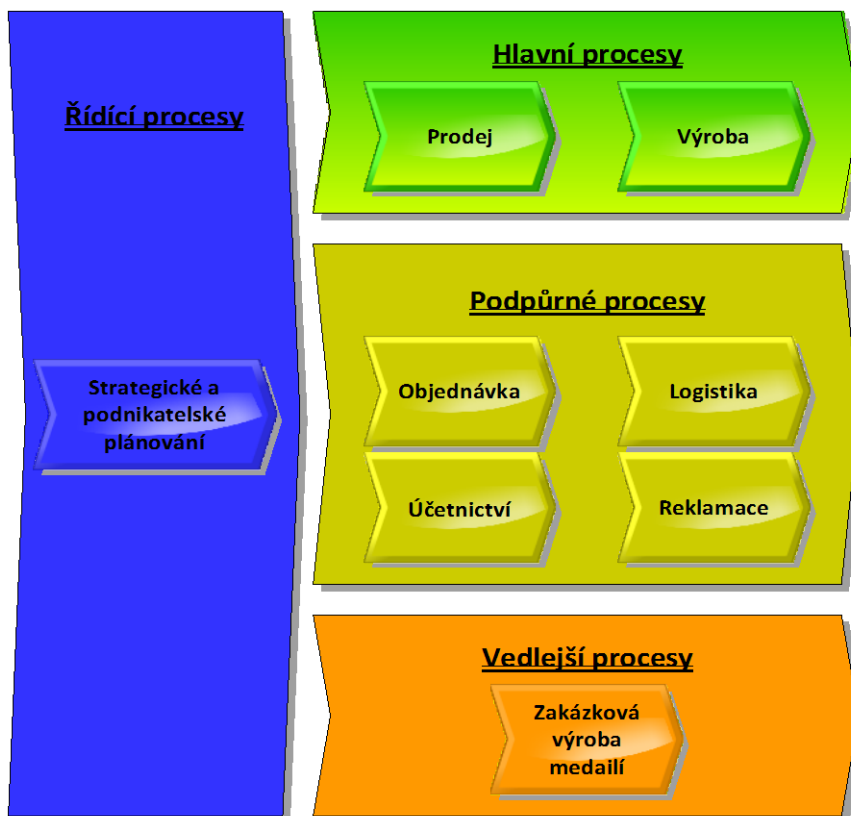 Řídící procesy
Strategické a
podnikatelské
plánování
Hlavní procesy
Prodej
Výroba
Podpůrné procesy
Objednávka
Logistika
Účetnictví
Reklamace
Vedlejší procesy
Zakázková
výroba
medailí